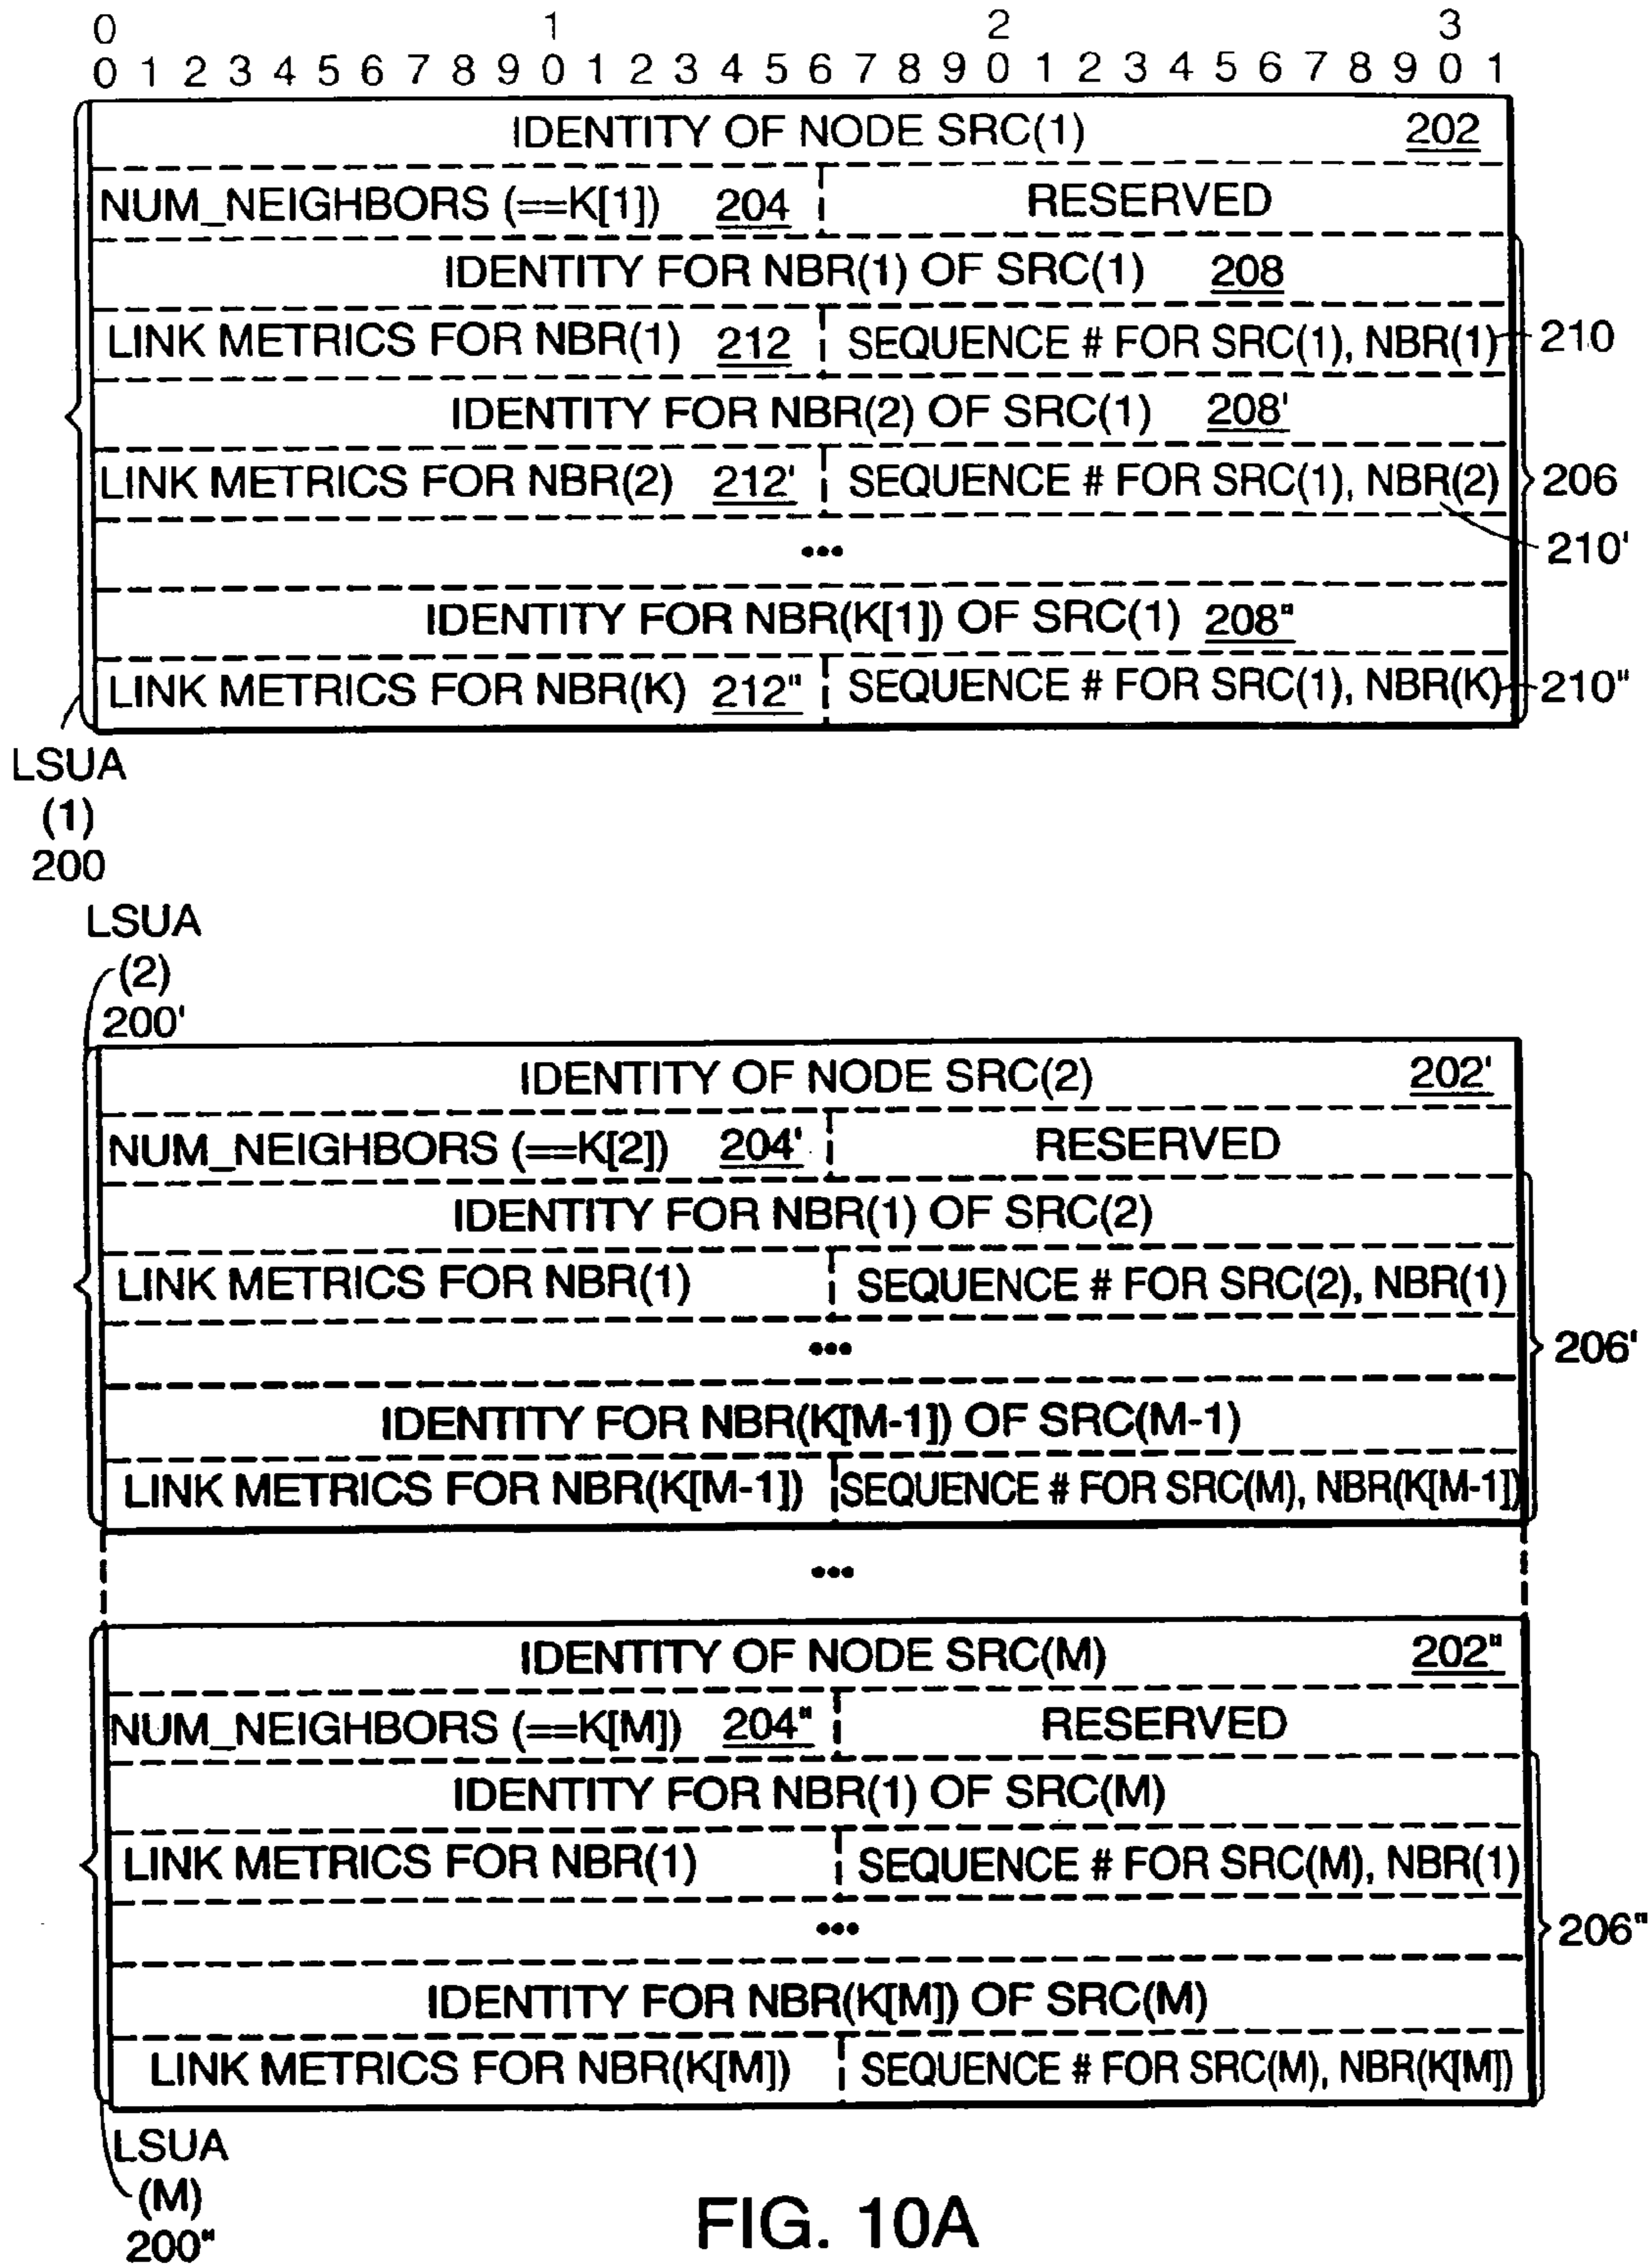 0 1 2 3
0 1 2 3 4 5 6 7 8 9 0 1 2 3 4 5 6 7 8 9 0 1 2 3 4 5 6 7 8 9 0 1
IDENTITY OF NODE SRC(1) 202
NUM_NEIGHBORS (==K[1]) 204 RESERVED
IDENTITY FOR NBR(1) OF SRC(1) 208
LINK METRICS FOR NBR(1) 212 SEQUENCE # FOR SRC(1), NBR(1) 210
IDENTITY FOR NBR(2) OF SRC(1) 208'
LINK METRICS FOR NBR(2) 212' SEQUENCE # FOR SRC(1), NBR(2) 206
••• 210'
IDENTITY FOR NBR(K[1]) OF SRC(1) 208"
LINK METRICS FOR NBR(K) 212" SEQUENCE # FOR SRC(1), NBR(K) 210"
LSUA
(1)
200
LSUA
(2)
200'
IDENTITY OF NODE SRC(2) 202'
NUM_NEIGHBORS (==K[2]) 204' RESERVED
IDENTITY FOR NBR(1) OF SRC(2)
LINK METRICS FOR NBR(1) SEQUENCE # FOR SRC(2), NBR(1)
••• 206'
IDENTITY FOR NBR(K[M-1]) OF SRC(M-1)
LINK METRICS FOR NBR(K[M-1]) SEQUENCE # FOR SRC(M), NBR(K[M-1])
•••
IDENTITY OF NODE SRC(M) 202"
NUM_NEIGHBORS (==K[M]) 204" RESERVED
IDENTITY FOR NBR(1) OF SRC(M)
LINK METRICS FOR NBR(1) SEQUENCE # FOR SRC(M), NBR(1)
••• 206"
IDENTITY FOR NBR(K[M]) OF SRC(M)
LINK METRICS FOR NBR(K[M]) SEQUENCE # FOR SRC(M), NBR(K[M])
LSUA
(M)
200"
FIG. 10A